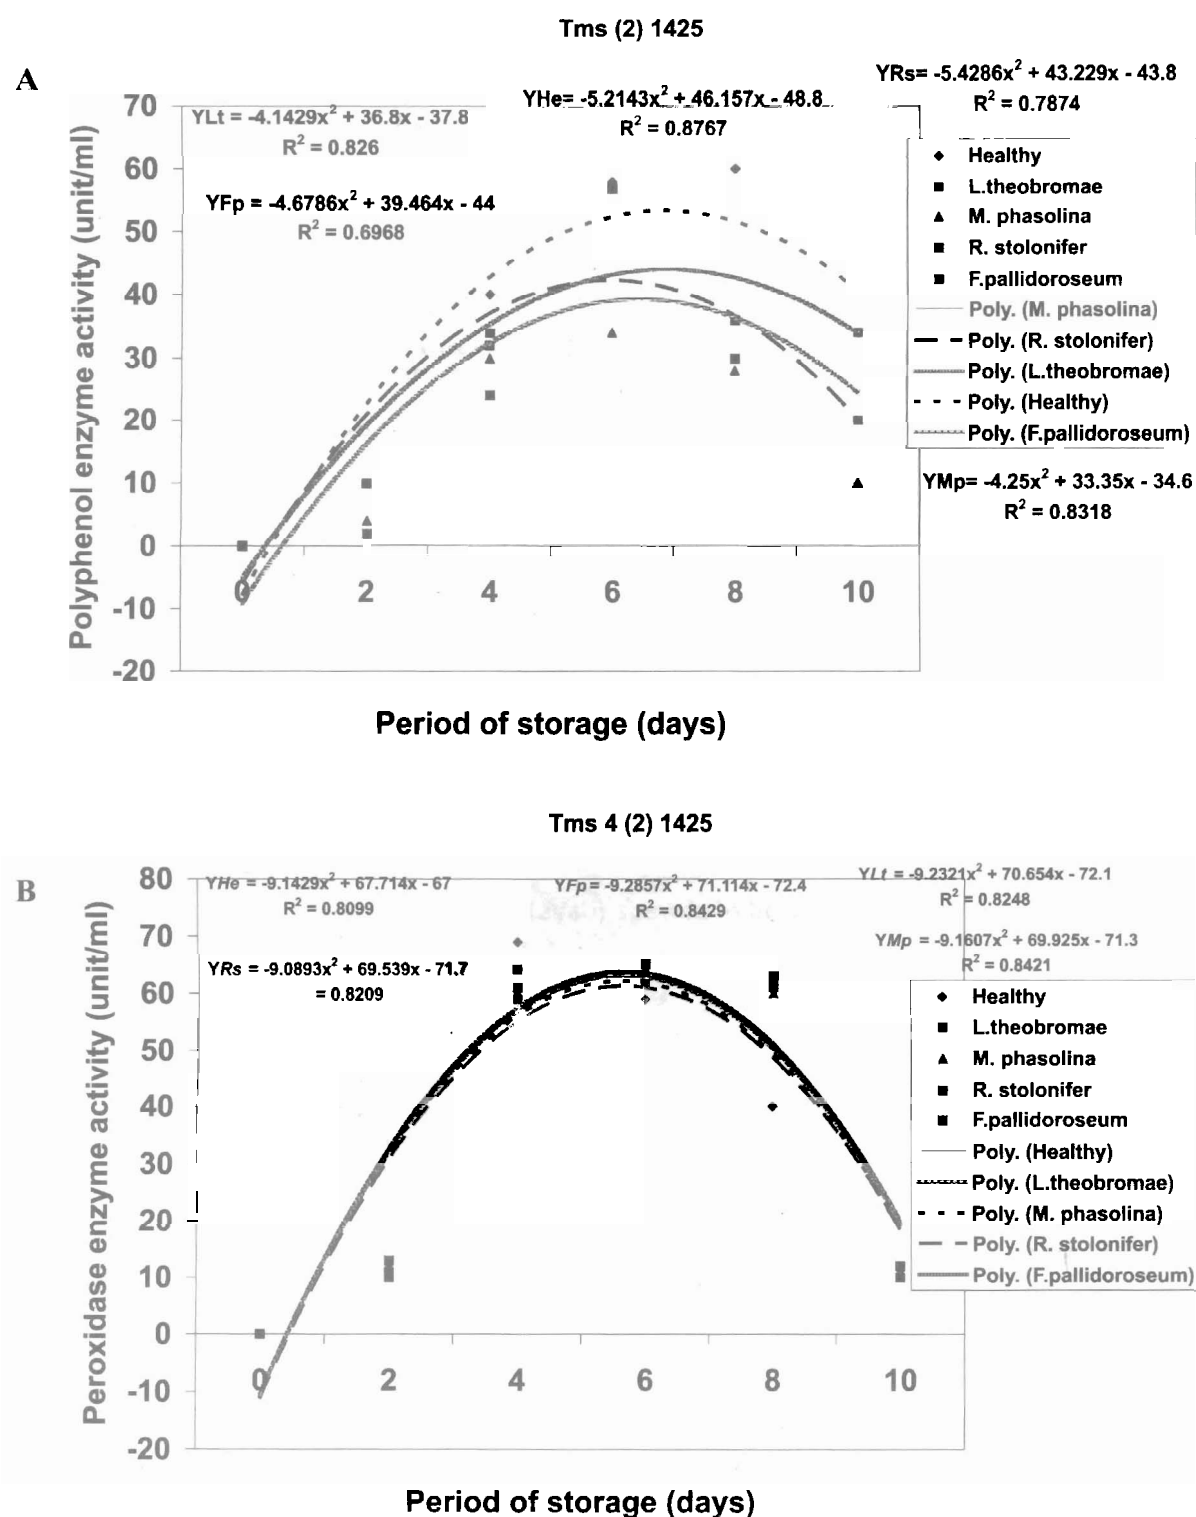 Tms (2) 1425
A
YRs= -5.4286x² + 43.229x - 43.8
R² = 0.7874
YHe= -5.2143x² + 46.157x - 48.8
R² = 0.8767
YLt = -4.1429x² + 36.8x - 37.8
R² = 0.826
YFp = -4.6786x² + 39.464x - 44
R² = 0.6968
Polyphenol enzyme activity (unit/ml)
70
60
50
40
30
20
10
0
-10
-20
0 2 4 6 8 10
Healthy
L.theobromae
M. phasolina
R. stolonifer
F.pallidoroseum
Poly. (M. phasolina)
Poly. (R. stolonifer)
Poly. (L.theobromae)
Poly. (Healthy)
Poly. (F.pallidoroseum)
YMp= -4.25x² + 33.35x - 34.6
R² = 0.8318
Period of storage (days)
Tms 4 (2) 1425
B
YHe = -9.1429x² + 67.714x - 67
R² = 0.8099
YFp = -9.2857x² + 71.114x - 72.4
R² = 0.8429
YLt = -9.2321x² + 70.654x - 72.1
R² = 0.8248
YMp = -9.1607x² + 69.925x - 71.3
R² = 0.8421
YRs = -9.0893x² + 69.539x - 71.7
= 0.8209
Peroxidase enzyme activity (unit/ml)
80
70
60
50
40
30
20
10
0
-10
-20
0 2 4 6 8 10
Healthy
L.theobromae
M. phasolina
R. stolonifer
F.pallidoroseum
Poly. (Healthy)
Poly. (L.theobromae)
Poly. (M. phasolina)
Poly. (R. stolonifer)
Poly. (F.pallidoroseum)
Period of storage (days)